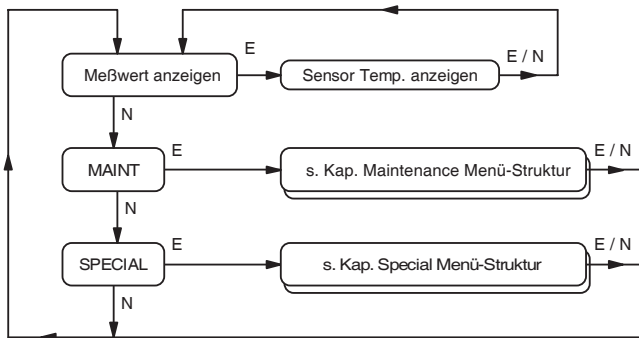 E
E / N
Meßwert anzeigen
Sensor Temp. anzeigen
N
E
E / N
MAINT
s. Kap. Maintenance Menü-Struktur
N
E
E / N
SPECIAL
s. Kap. Special Menü-Struktur
N